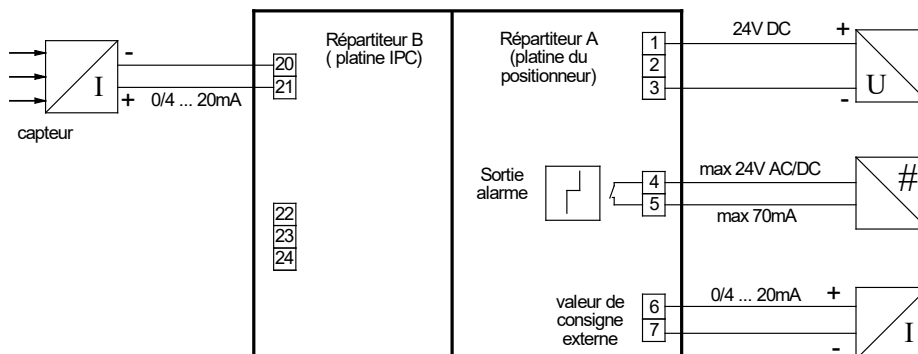 -
I
+
0/4 ... 20mA
capteur
20
21
22
23
24
Répartiteur B
( platine IPC)
Répartiteur A
(platine du
positionneur)
1
2
3
24V DC
+
U
-
Sortie
alarme
4
5
max 24V AC/DC
max 70mA
#
valeur de
consigne
externe
6
7
0/4 ... 20mA
+
I
-